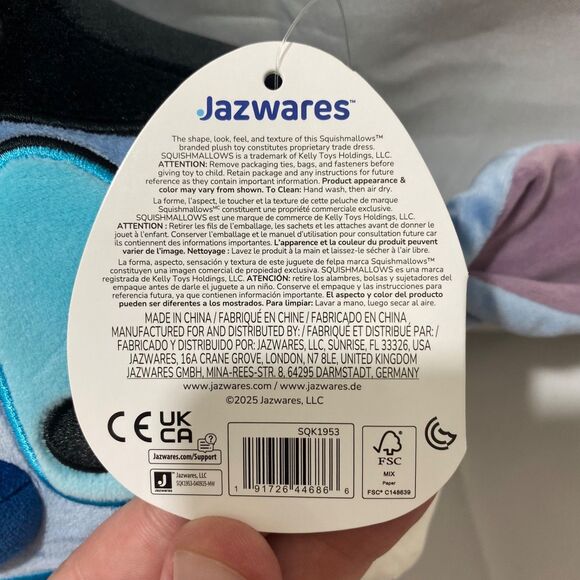 Jazwares™
The shape, look, feel, and texture of this Squishmallows™
branded plush toy constitutes proprietary trade dress.
SQUISHMALLOWS is a trademark of Kelly Toys Holdings, LLC.
ATTENTION: Remove packaging ties, bags, and fasteners before
giving toy to child. Retain package and any instructions for future
reference as they contain important information. Product appearance &
color may vary from shown. To Clean: Hand wash, then air dry.
La forme, l'aspect, le toucher et la texture de cette peluche de marque
Squishmallowsᴹᶜ constituent une propriété commerciale exclusive.
SQUISHMALLOWS est une marque de commerce de Kelly Toys Holdings, LLC.
ATTENTION : Retirer les fils de l'emballage, les sachets et les attaches avant de donner le
jouet à l'enfant. Conserver l'emballage et le manuel d'utilisation pour consultation future car
ils contiennent des informations importantes. L'apparence et la couleur du produit peuvent
varier de l'image. Nettoyage : Lavez le produit à la main et laissez-le sécher à l'air libre.
La forma, aspecto, sensación y textura de este juguete de felpa marca Squishmallows™
constituyen una imagen comercial de propiedad exclusiva. SQUISHMALLOWS es una marca
registrada de Kelly Toys Holdings, LLC. ATENCIÓN: retire los alambres, bolsas y sujetadores del
empaque antes de darle el juguete a un niño. Conserve el empaque y las instrucciones para
referencia futura, ya que contienen información importante. El aspecto y color del producto
pueden ser diferentes a los mostrados. Para limpiar: Lavar a mano, luego secar al aire.
MADE IN CHINA / FABRIQUÉ EN CHINE / FABRICADO EN CHINA
MANUFACTURED FOR AND DISTRIBUTED BY: / FABRIQUÉ ET DISTRIBUÉ PAR:
/ FABRICADO Y DISTRIBUIDO POR: JAZWARES, LLC, SUNRISE, FL 33326, USA
JAZWARES, 16A CRANE GROVE, LONDON, N7 8LE, UNITED KINGDOM
JAZWARES GMBH, MINA-REES-STR. 8, 64295 DARMSTADT, GERMANY
www.jazwares.com / www.jazwares.de
©2025 Jazwares, LLC
CE UK
CA
Jazwares.com/Support
Jazwares, LLC
SQK1953-040925-MW
SQK1953
1 91726 44686 6
FSC
MIX
Paper
FSC® C148639